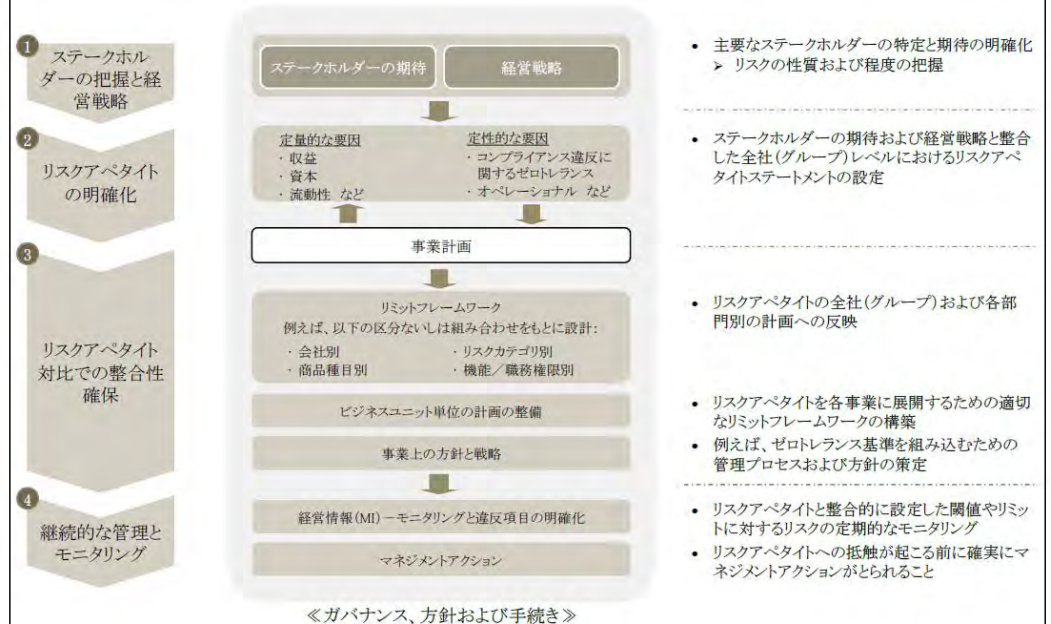 1
ステークホル
ダーの把握と経
営戦略
ステークホルダーの期待
経営戦略
• 主要なステークホルダーの特定と期待の明確化
➢ リスクの性質および程度の把握
2
リスクアペタイト
の明確化
定量的な要因
・収益
・資本
・流動性 など
定性的な要因
・コンプライアンス違反に
関するゼロトレランス
・オペレーショナル など
• ステークホルダーの期待および経営戦略と整合
した全社(グループ)レベルにおけるリスクアペ
タイトステートメントの設定
事業計画
3
リスクアペタイト
対比での整合性
確保
リミットフレームワーク
例えば、以下の区分ないしは組み合わせをもとに設計:
・会社別
・リスクカテゴリ別
・商品種目別
・機能/職務権限別
ビジネスユニット単位の計画の整備
事業上の方針と戦略
• リスクアペタイトの全社(グループ)および各部
門別の計画への反映
• リスクアペタイトを各事業に展開するための適切
なリミットフレームワークの構築
• 例えば、ゼロトレランス基準を組み込むための
管理プロセスおよび方針の策定
4
継続的な管理と
モニタリング
経営情報(MI)-モニタリングと違反項目の明確化
マネジメントアクション
• リスクアペタイトと整合的に設定した閾値やリミッ
トに対するリスクの定期的なモニタリング
• リスクアペタイトへの抵触が起こる前に確実にマ
ネジメントアクションがとられること
≪ガバナンス、方針および手続き≫